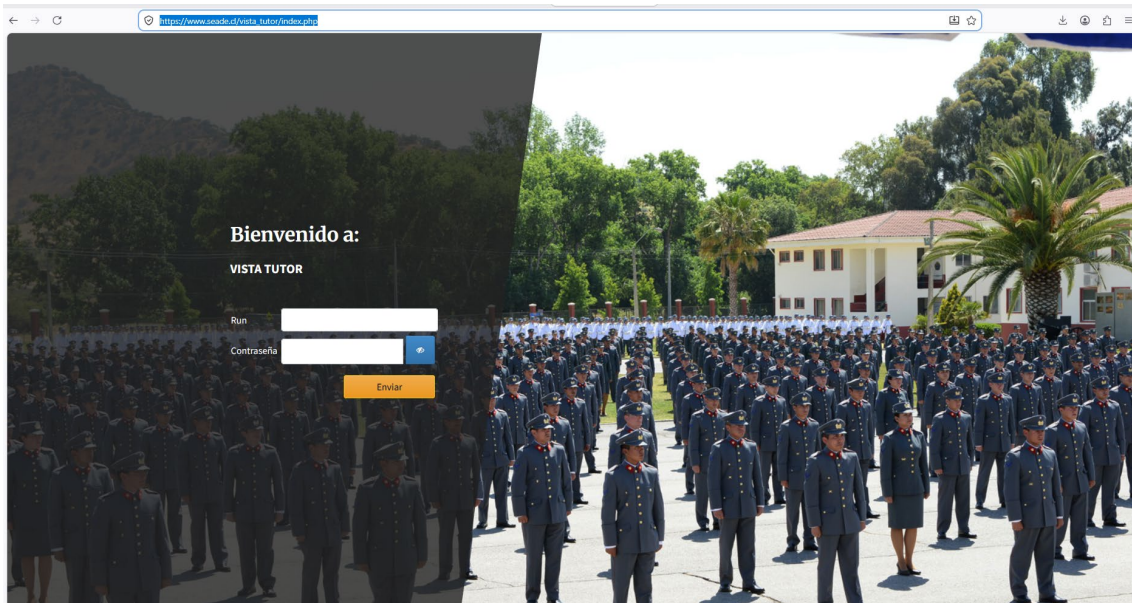 https://www.seade.cl/vista_tutor/index.php
Bienvenido a:
VISTA TUTOR
Run
Contraseña
Enviar